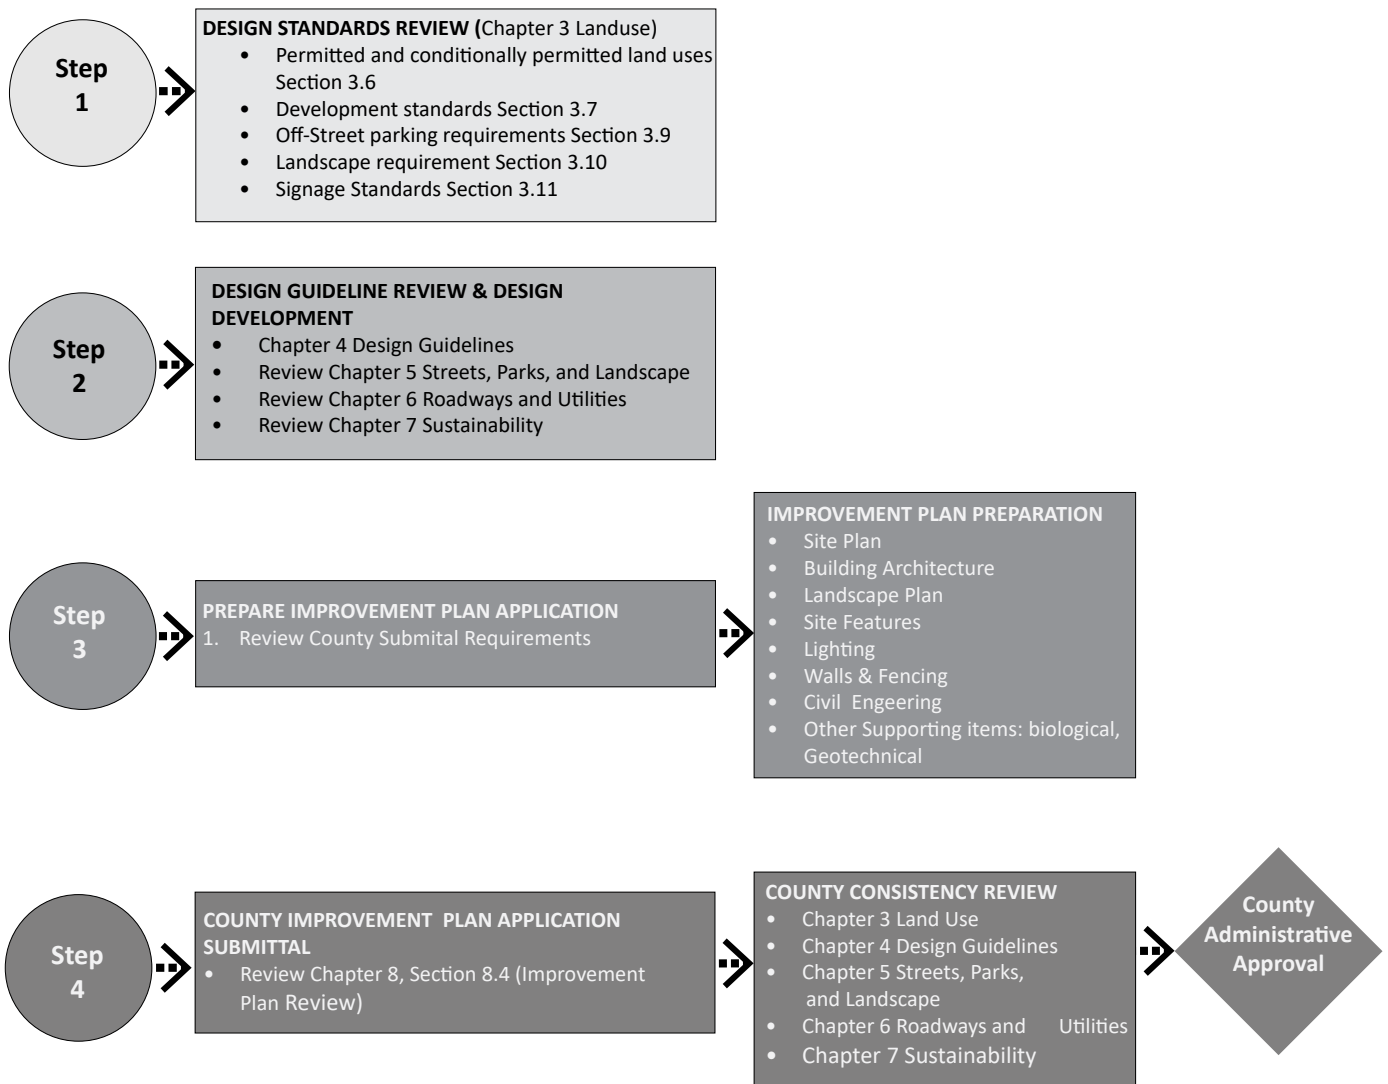 Step
1
DESIGN STANDARDS REVIEW (Chapter 3 Landuse)
• Permitted and conditionally permitted land uses
Section 3.6
• Development standards Section 3.7
• Off-Street parking requirements Section 3.9
• Landscape requirement Section 3.10
• Signage Standards Section 3.11
Step
2
DESIGN GUIDELINE REVIEW & DESIGN
DEVELOPMENT
• Chapter 4 Design Guidelines
• Review Chapter 5 Streets, Parks, and Landscape
• Review Chapter 6 Roadways and Utilities
• Review Chapter 7 Sustainability
Step
3
PREPARE IMPROVEMENT PLAN APPLICATION
1. Review County Submital Requirements
IMPROVEMENT PLAN PREPARATION
• Site Plan
• Building Architecture
• Landscape Plan
• Site Features
• Lighting
• Walls & Fencing
• Civil Engeering
• Other Supporting items: biological,
Geotechnical
Step
4
COUNTY IMPROVEMENT PLAN APPLICATION
SUBMITTAL
• Review Chapter 8, Section 8.4 (Improvement
Plan Review)
COUNTY CONSISTENCY REVIEW
• Chapter 3 Land Use
• Chapter 4 Design Guidelines
• Chapter 5 Streets, Parks,
and Landscape
• Chapter 6 Roadways and Utilities
• Chapter 7 Sustainability
County
Administrative
Approval